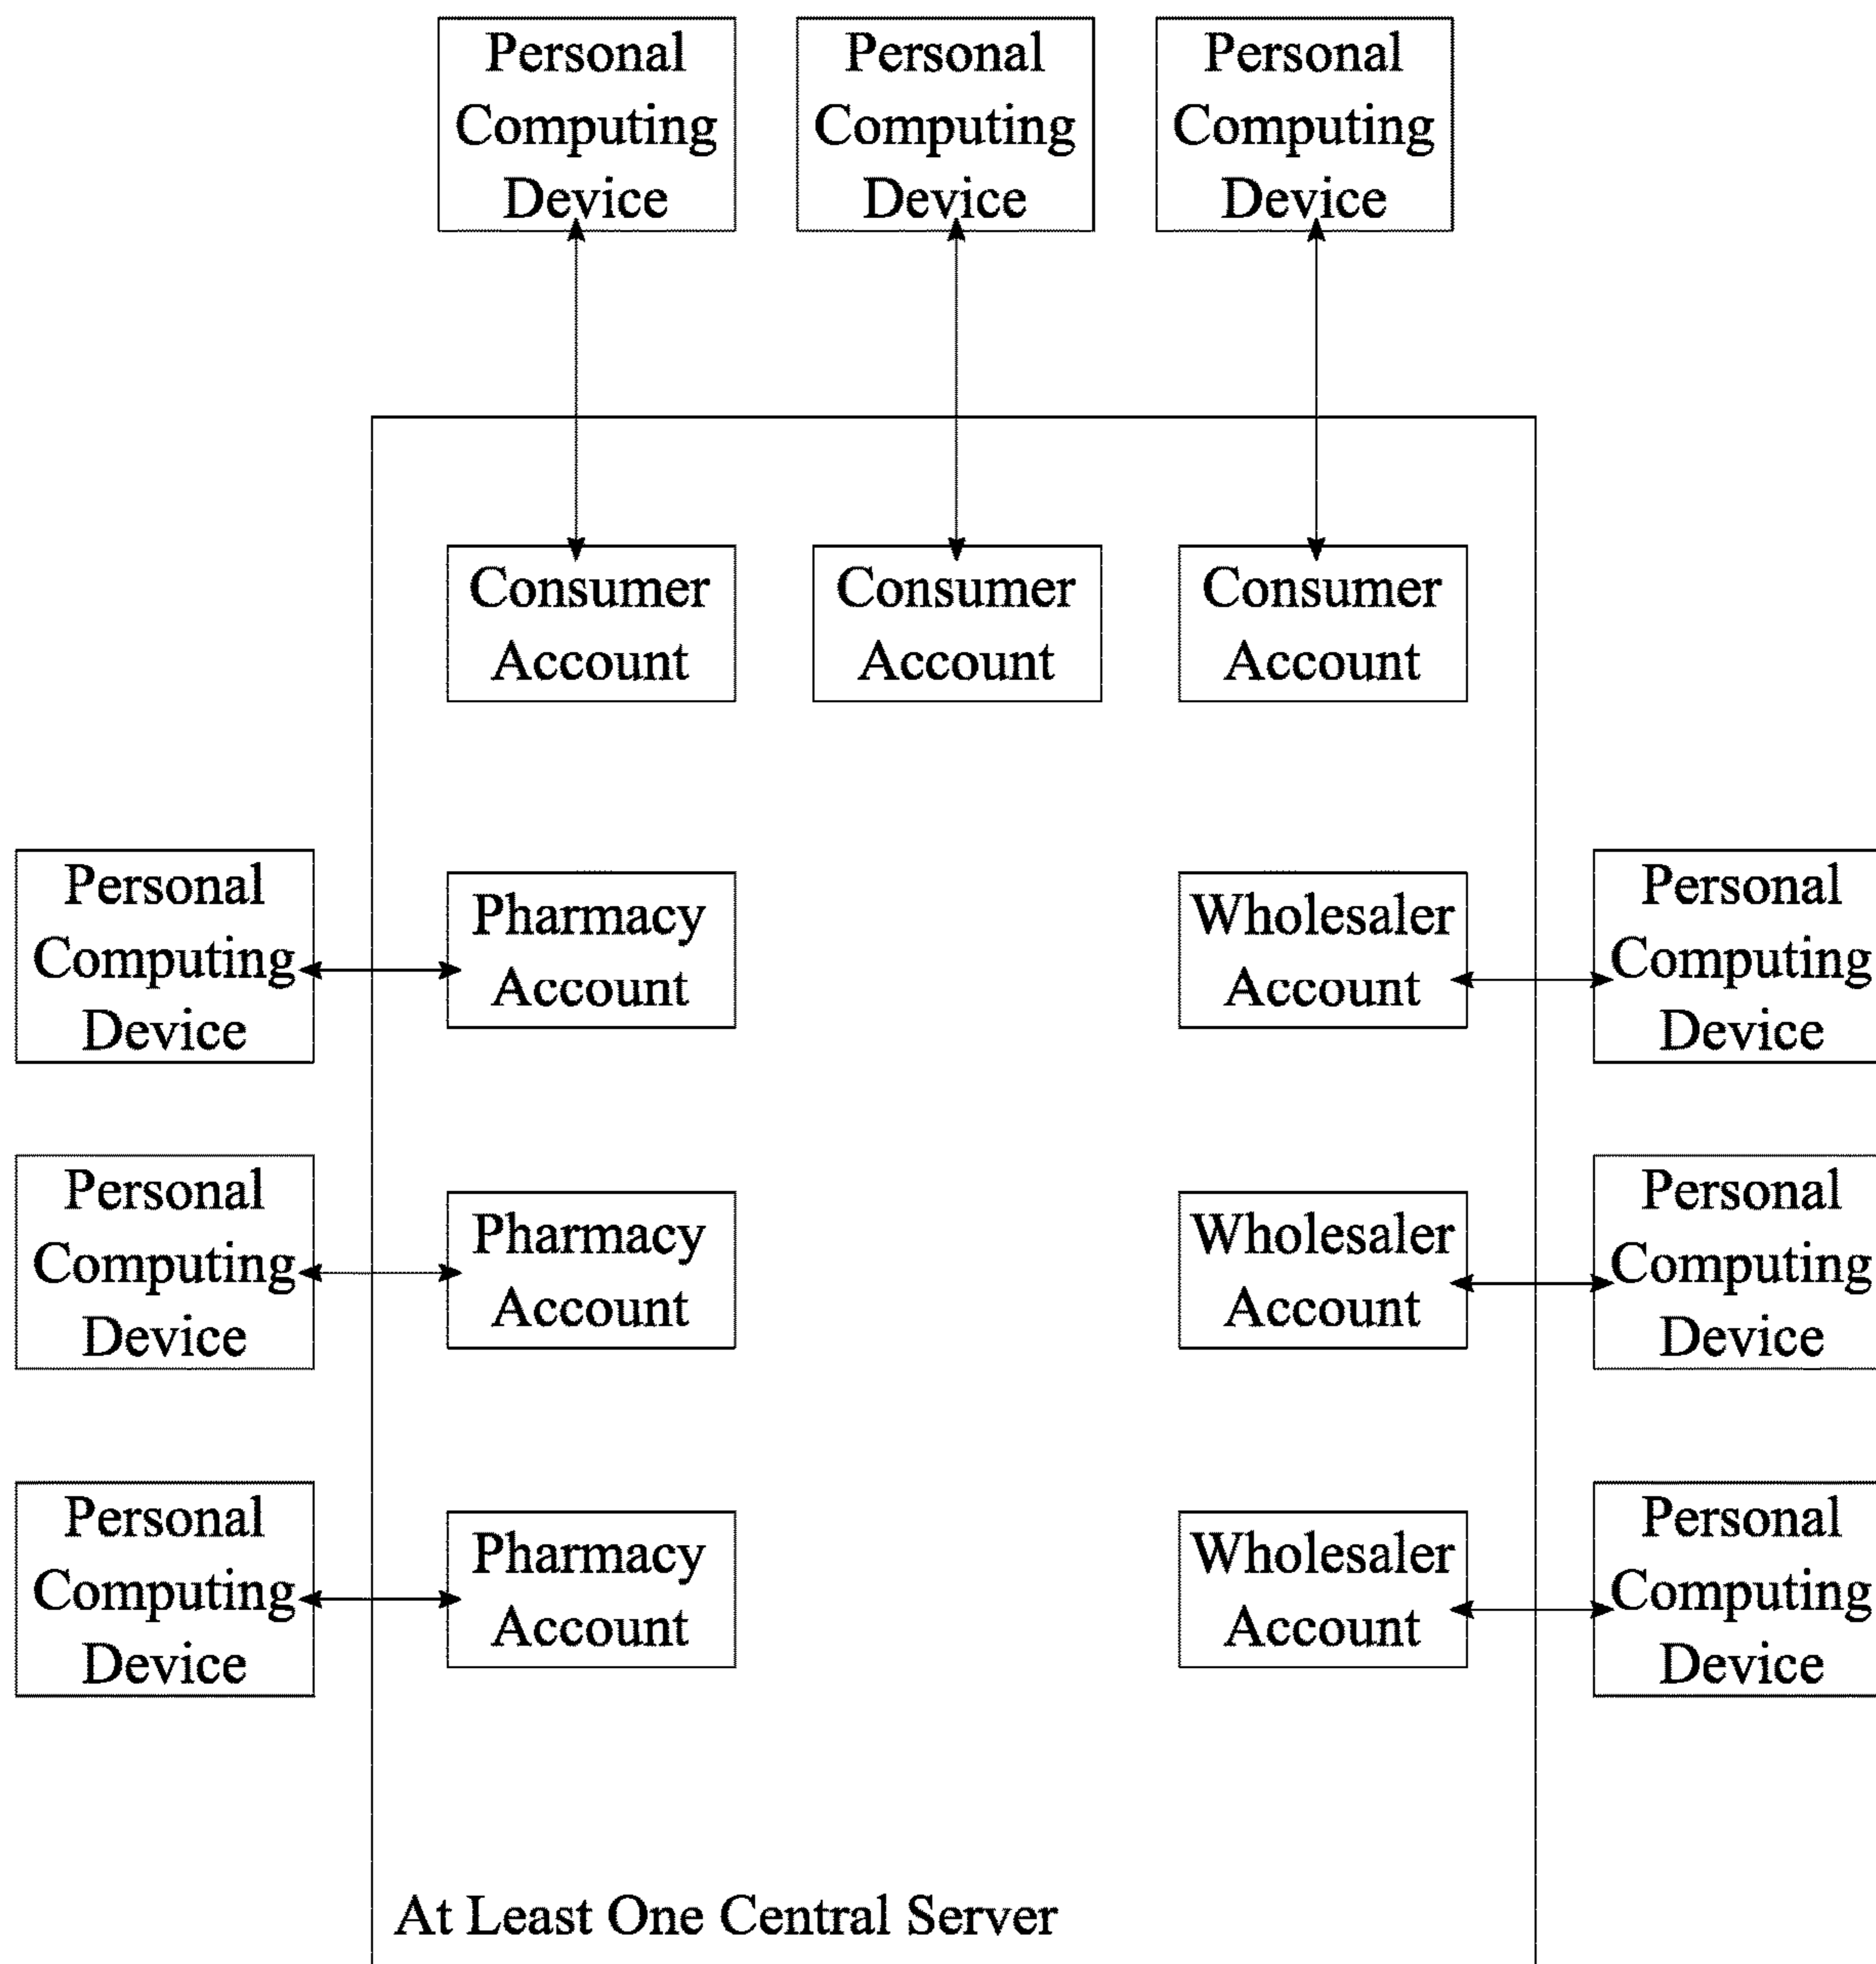 Personal
Computing
Device
Personal
Computing
Device
Personal
Computing
Device
Consumer
Account
Consumer
Account
Consumer
Account
Personal
Computing
Device
Pharmacy
Account
Wholesaler
Account
Personal
Computing
Device
Personal
Computing
Device
Pharmacy
Account
Wholesaler
Account
Personal
Computing
Device
Personal
Computing
Device
Pharmacy
Account
Wholesaler
Account
Personal
Computing
Device
At Least One Central Server